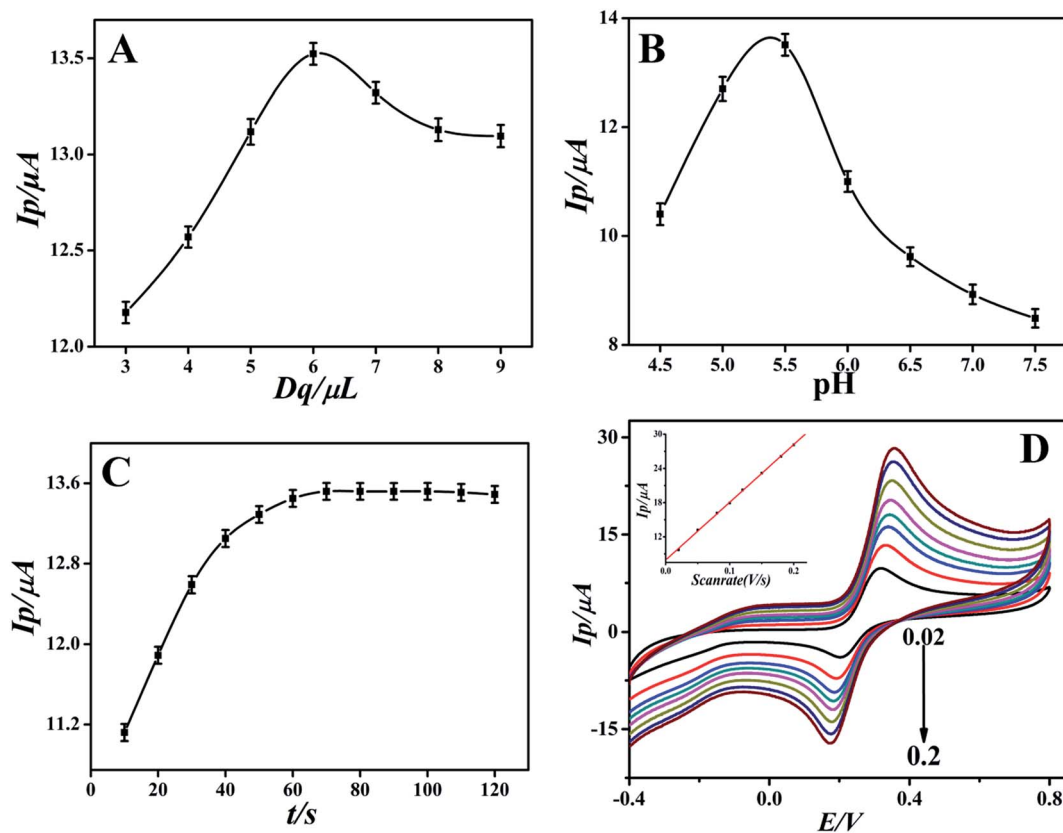 A
Ip/μA
13.5
13.0
12.5
12.0
3 4 5 6 7 8 9
Dq/μL
B
Ip/μA
14
12
10
8
4.5 5.0 5.5 6.0 6.5 7.0 7.5
pH
C
Ip/μA
13.6
12.8
12.0
11.2
0 20 40 60 80 100 120
t/s
D
Ip/μA
30
15
0
-15
-0.4 0.0 0.4 0.8
E/V
Ip/μA
30
24
18
12
0.0 0.1 0.2
Scanrate(V/s)
0.02
0.2